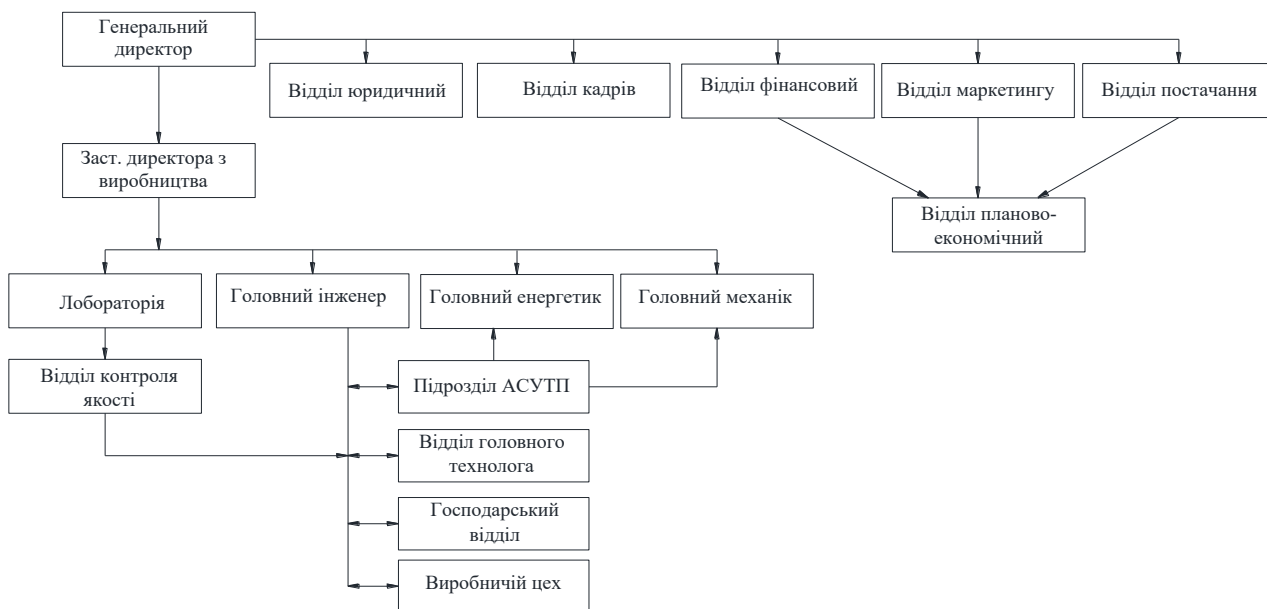 Генеральний
директор
Відділ юридичний
Відділ кадрів
Відділ фінансовий
Відділ маркетингу
Відділ постачання
Заст. директора з
виробництва
Відділ планово-
економічний
Лобораторія
Головний інженер
Головний енергетик
Головний механік
Відділ контроля
якості
Підрозділ АСУТП
Відділ головного
технолога
Господарський
відділ
Виробничій цех